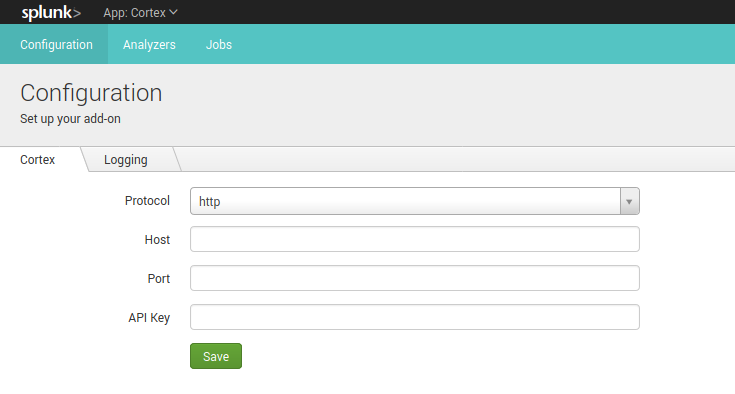 splunk> App: Cortex
Configuration Analyzers Jobs
Configuration
Set up your add-on
Cortex Logging
Protocol http
Host
Port
API Key
Save